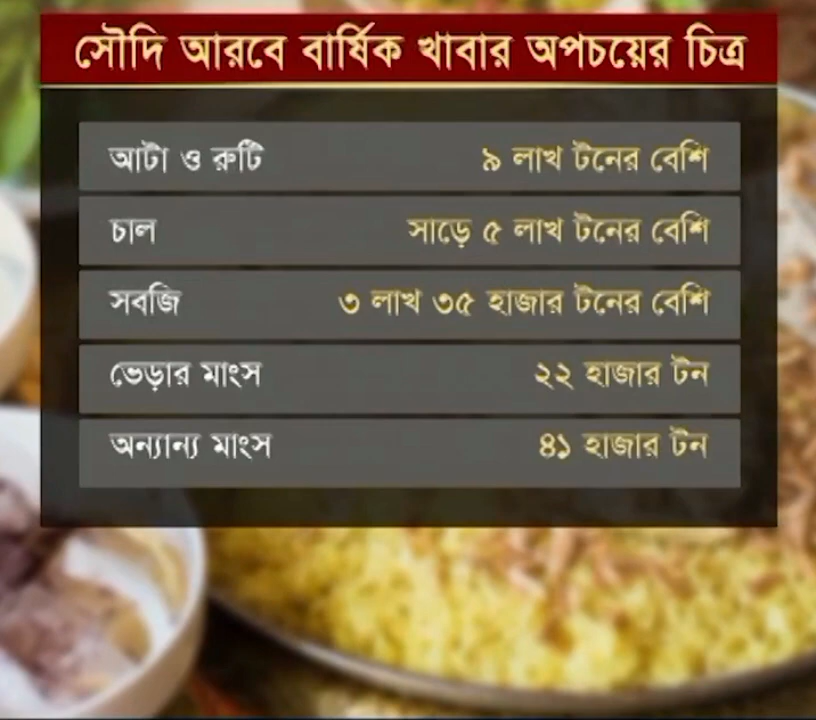 সৌদি আরবে বার্ষিক খাবার অপচয়ের চিত্র
আটা ও রুটি ৯ লাখ টনের বেশি
চাল সাড়ে ৫ লাখ টনের বেশি
সবজি ৩ লাখ ৩৫ হাজার টনের বেশি
ভেড়ার মাংস ২২ হাজার টন
অন্যান্য মাংস ৪১ হাজার টন